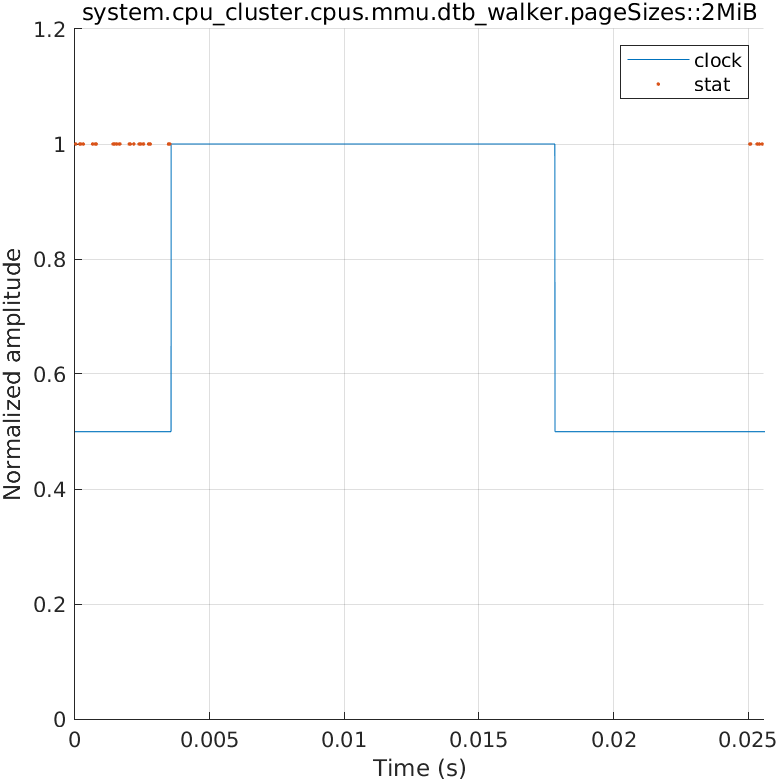 system.cpu_cluster.cpus.mmu.dtb_walker.pageSizes::2MiB
clock
stat
Normalized amplitude
1.2
1
0.8
0.6
0.4
0.2
0
0 0.005 0.01 0.015 0.02 0.025
Time (s)